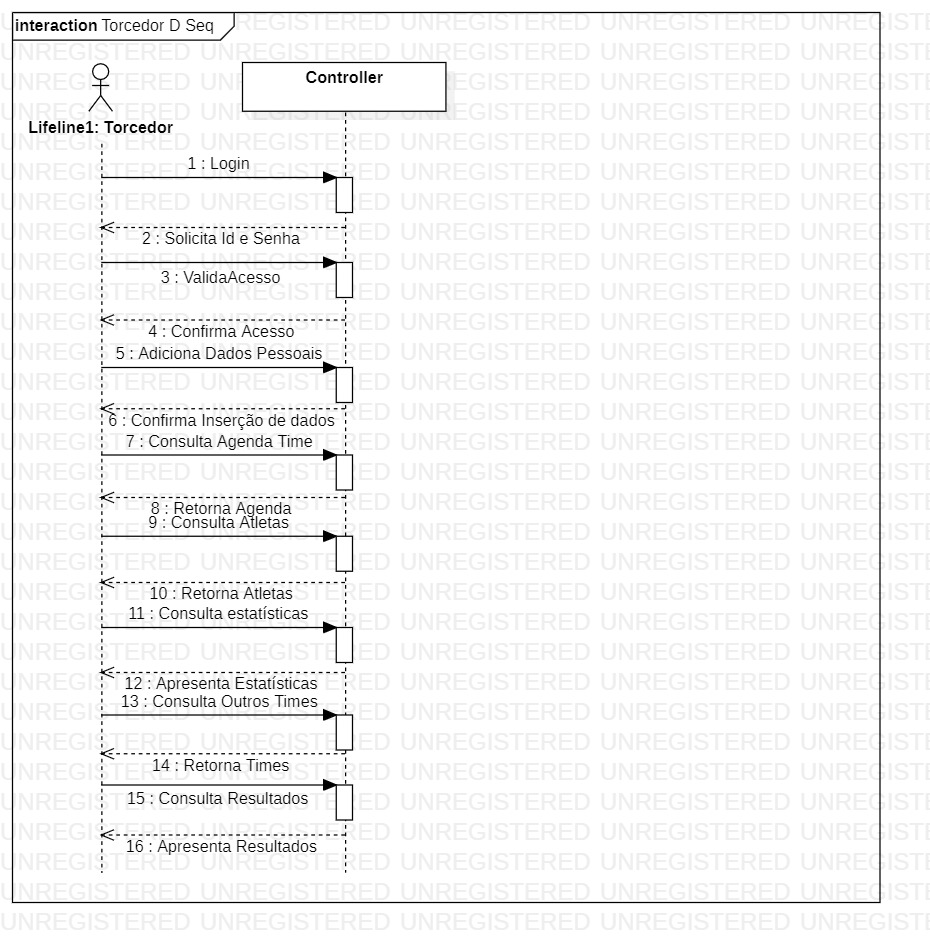 interaction Torcedor D Seq
Controller
Lifeline1: Torcedor
1 : Login
2 : Solicita Id e Senha
3 : ValidaAcesso
4 : Confirma Acesso
5 : Adiciona Dados Pessoais
6 : Confirma Inserção de dados
7 : Consulta Agenda Time
8 : Retorna Agenda
9 : Consulta Atletas
10 : Retorna Atletas
11 : Consulta estatísticas
12 : Apresenta Estatísticas
13 : Consulta Outros Times
14 : Retorna Times
15 : Consulta Resultados
16 : Apresenta Resultados
UNREGISTERED